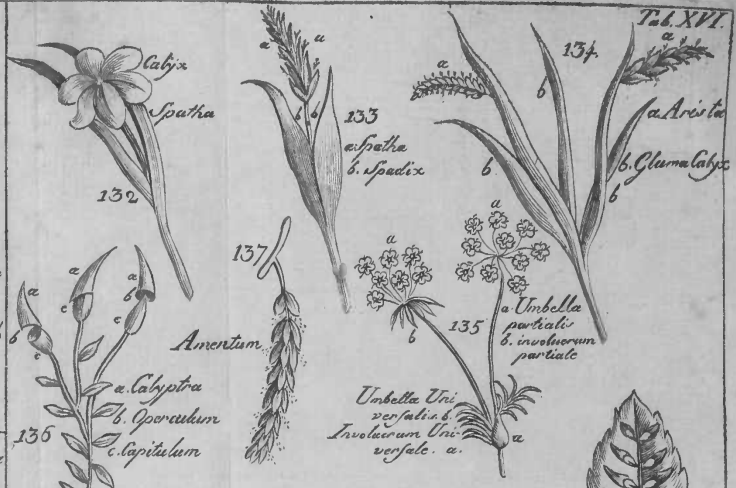 Tab. XVI.
Calyx
Spatha
132
a
a
b
b
133
a. Spatha
b. Spadix
134
a
a
b
b
a. Arista
b. Gluma Calyx
b
137
Amentum
a
a
b
135
a. Umbella
partialis
b. involucrum
partiale
Umbella Uni
versalis. b.
Involucrum Uni-
versale. a.
a
a
a
a
b
b
c
c
c
a. Calyptra
b. Operculum
c. Capitulum
136